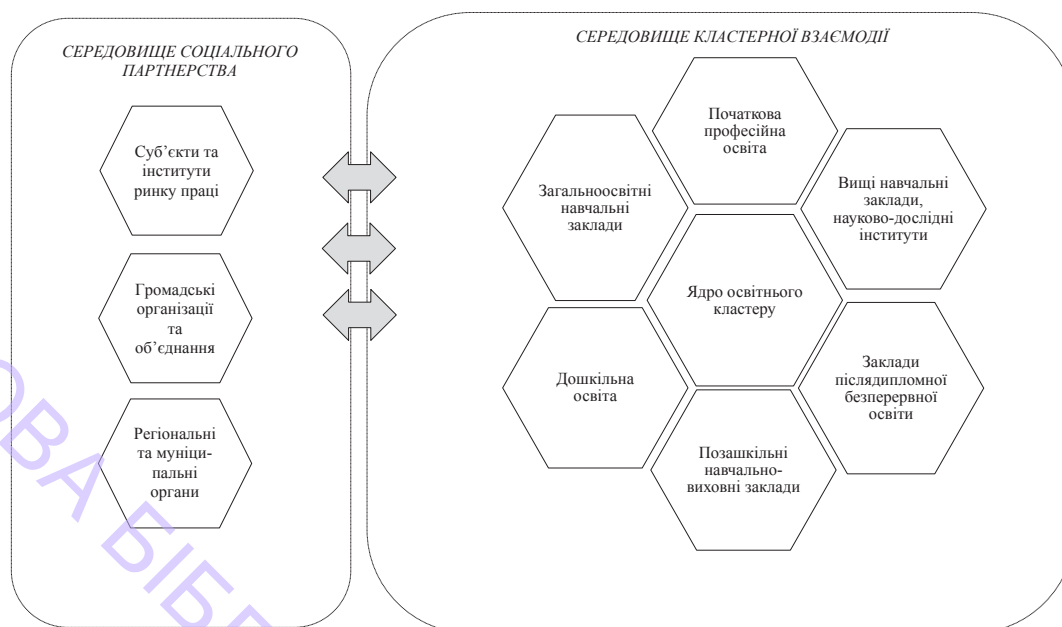 СЕРЕДОВИЩЕ СОЦІАЛЬНОГО
ПАРТНЕРСТВА
Суб’єкти та
інститути
ринку праці
Громадські
організації
та
об’єднання
Регіональні
та муніци-
пальні
органи
СЕРЕДОВИЩЕ КЛАСТЕРНОЇ ВЗАЄМОДІЇ
Початкова
професійна
освіта
Загальноосвітні
навчальні
заклади
Вищі навчальні
заклади,
науково-дослідні
інститути
Ядро освітнього
кластеру
Дошкільна
освіта
Заклади
післядипломної
безперервної
освіти
Позашкільні
навчально-
виховні заклади